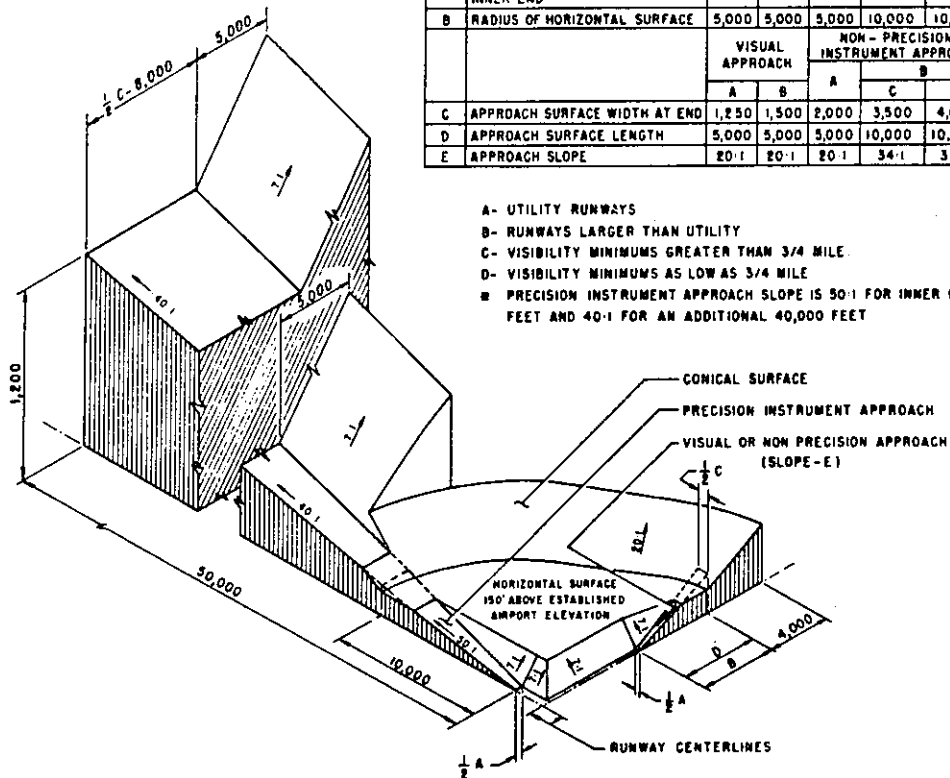 INNER END
B RADIUS OF HORIZONTAL SURFACE 5,000 5,000 5,000 10,000 10,
VISUAL APPROACH NON-PRECISION INSTRUMENT APPRO
A B A B
C
C APPROACH SURFACE WIDTH AT END 1,250 1,500 2,000 3,500 4,
D APPROACH SURFACE LENGTH 5,000 5,000 5,000 10,000 10,
E APPROACH SLOPE 20:1 20:1 20:1 34:1 3
A- UTILITY RUNWAYS
B- RUNWAYS LARGER THAN UTILITY
C- VISIBILITY MINIMUMS GREATER THAN 3/4 MILE
D- VISIBILITY MINIMUMS AS LOW AS 3/4 MILE
PRECISION INSTRUMENT APPROACH SLOPE IS 50:1 FOR INNER
FEET AND 40:1 FOR AN ADDITIONAL 40,000 FEET
5,000
1/2 C-8,000
7:1
40:1
5,000
1,200
CONICAL SURFACE
PRECISION INSTRUMENT APPROACH
VISUAL OR NON PRECISION APPROACH
(SLOPE-E)
7:1
1/2 C
40:1
20:1
HORIZONTAL SURFACE
150' ABOVE ESTABLISHED
AIRPORT ELEVATION
50,000
50:1
7:1
7:1
7:1
7:1
4,000
D
B
10,000
1/2 A
RUNWAY CENTERLINES
1/2 A